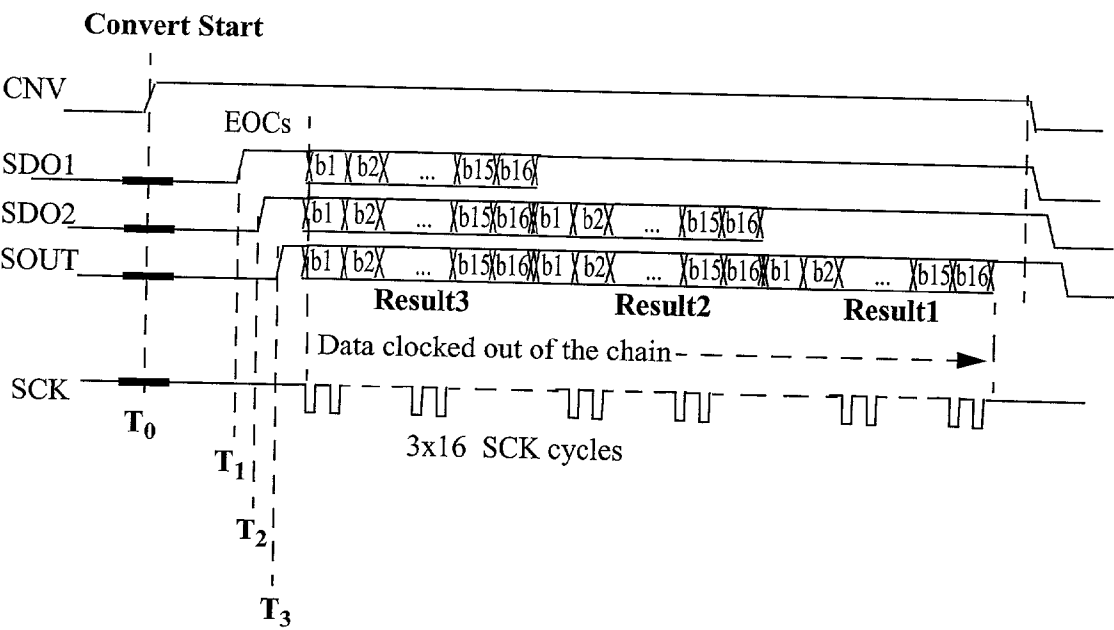 Convert Start
CNV
EOCs
SDO1 b1 b2 ... b15 b16
SDO2 b1 b2 ... b15 b16 b1 b2 ... b15 b16
SOUT b1 b2 ... b15 b16 b1 b2 ... b15 b16 b1 b2 ... b15 b16
Result3 Result2 Result1
Data clocked out of the chain
SCK
T0
3x16 SCK cycles
T1
T2
T3